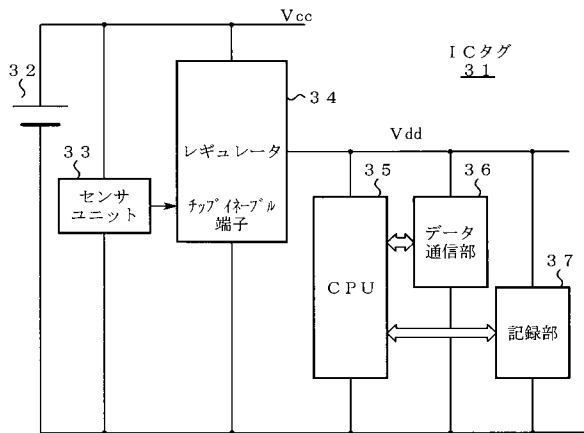 Vcc
ICタグ
３１
３２
３４
Vdd
レギュレータ
３３
センサ
ユニット
チップイネーブル
端子
３５
３６
データ
通信部
CPU
３７
記録部